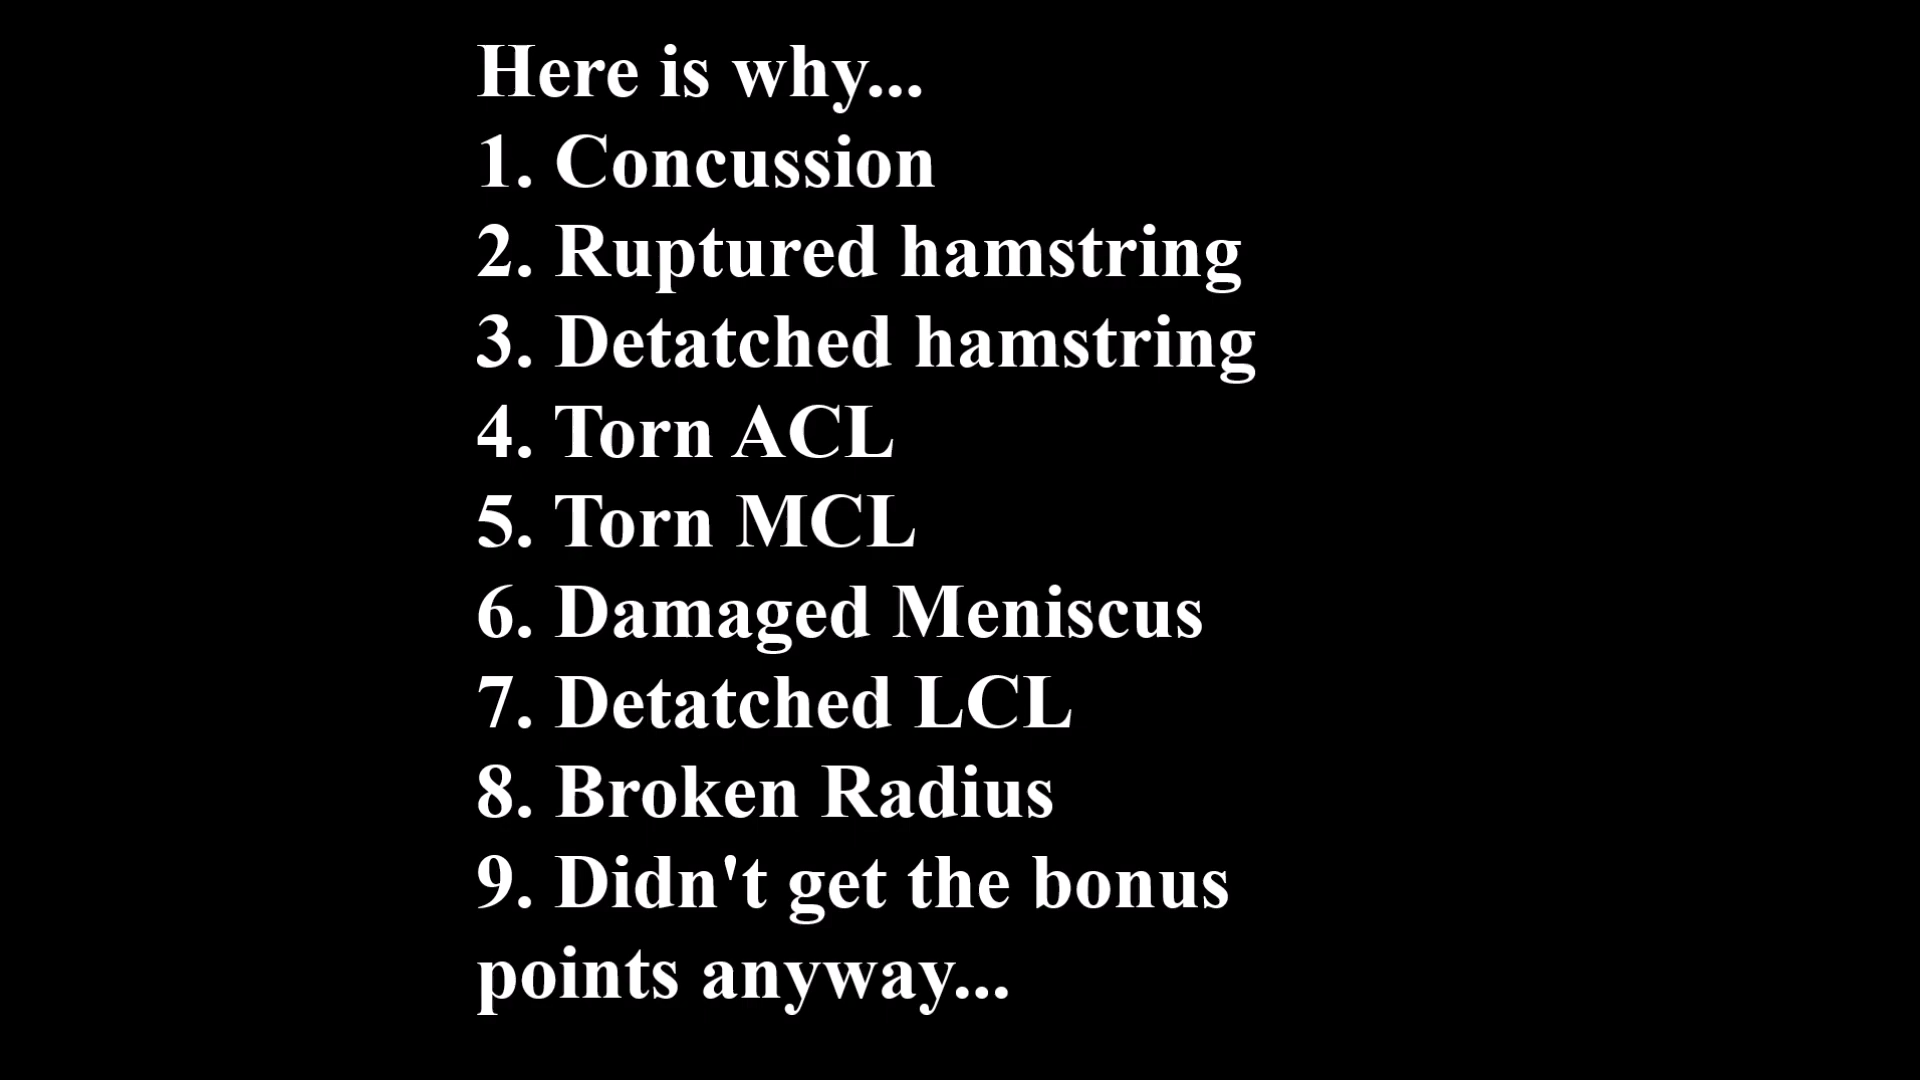 Here is why...
1. Concussion
2. Ruptured hamstring
3. Detatched hamstring
4. Torn ACL
5. Torn MCL
6. Damaged Meniscus
7. Detatched LCL
8. Broken Radius
9. Didn't get the bonus
points anyway...